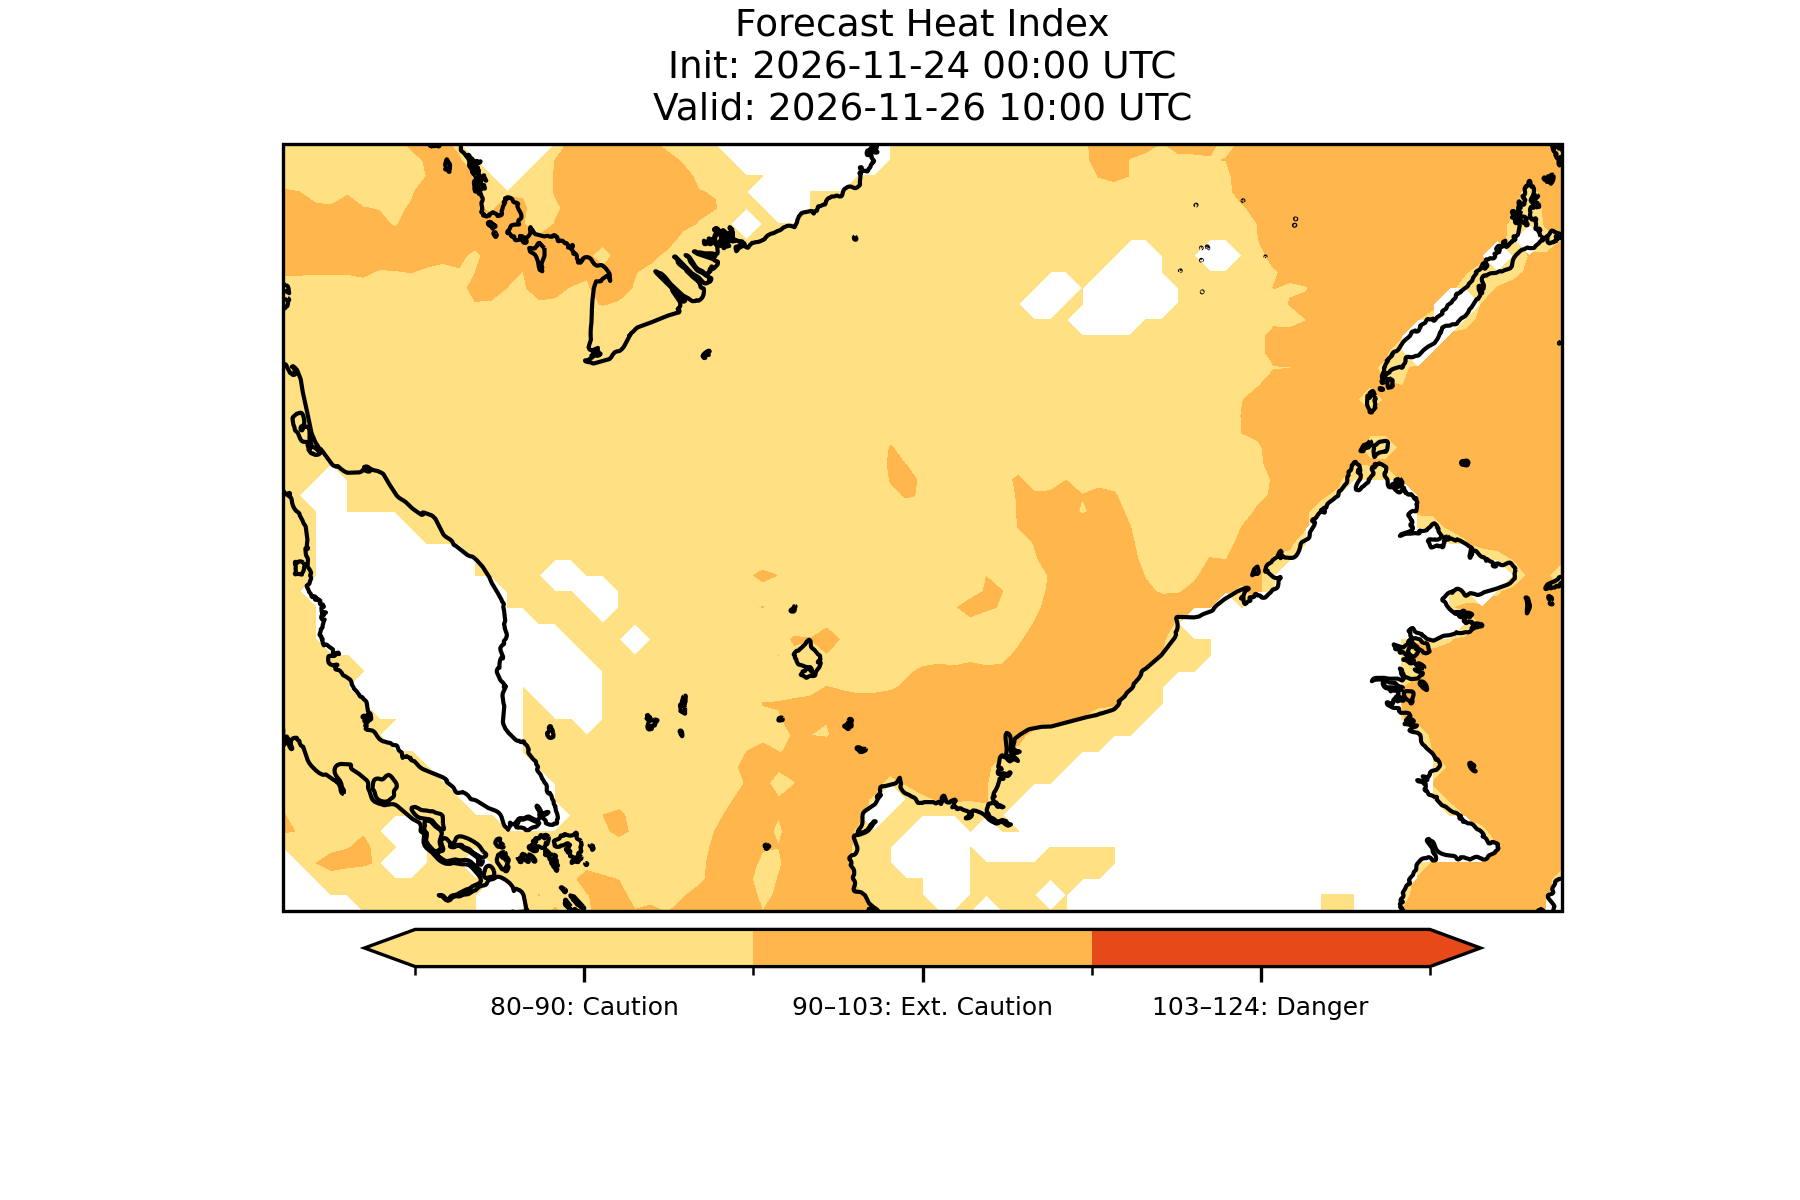 Forecast Heat Index
Init: 2026-11-24 00:00 UTC
Valid: 2026-11-26 10:00 UTC
80–90: Caution
90–103: Ext. Caution
103–124: Danger